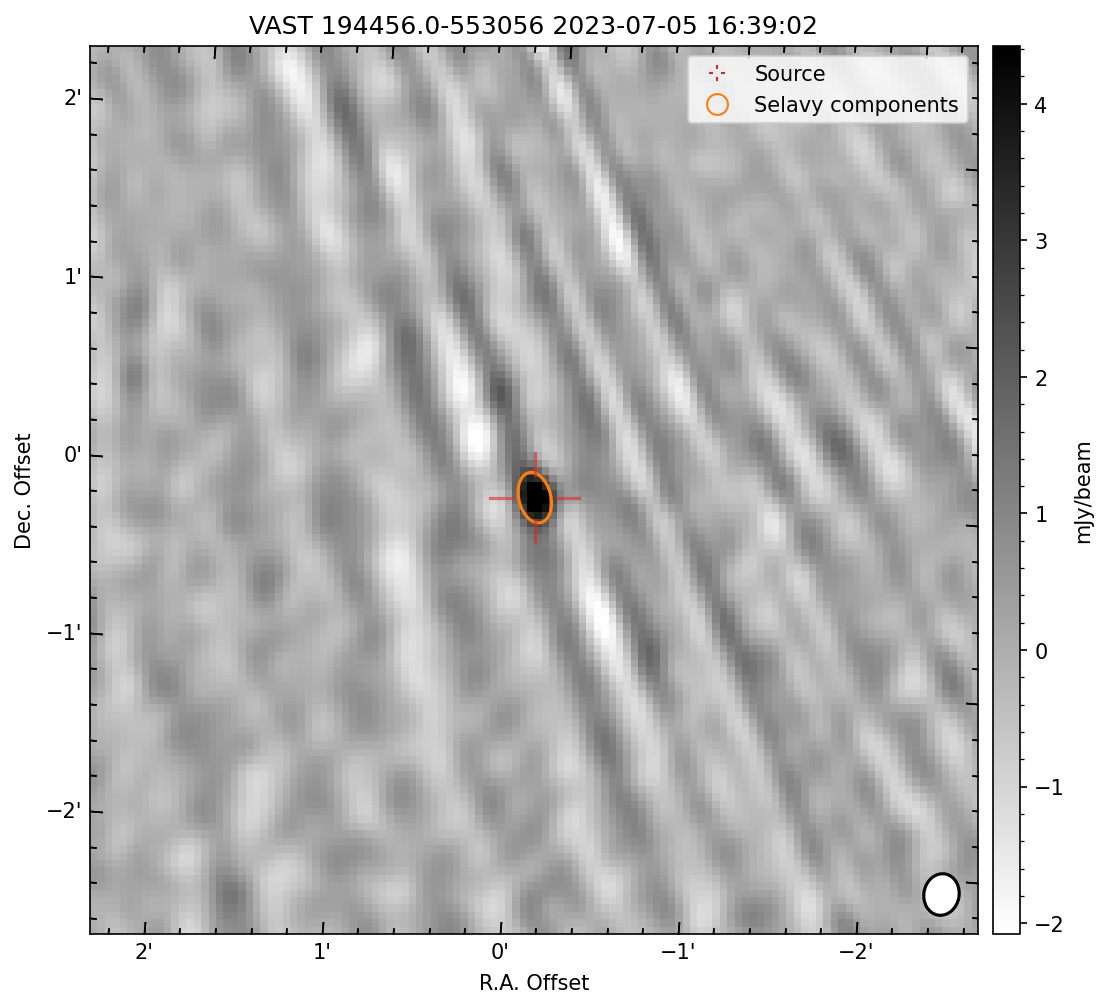 VAST 194456.0-553056 2023-07-05 16:39:02
Source
Selavy components
2'
1'
0'
−1'
−2'
Dec. Offset
2'
1'
0'
−1'
−2'
R.A. Offset
4
3
2
1
0
−1
−2
mJy/beam